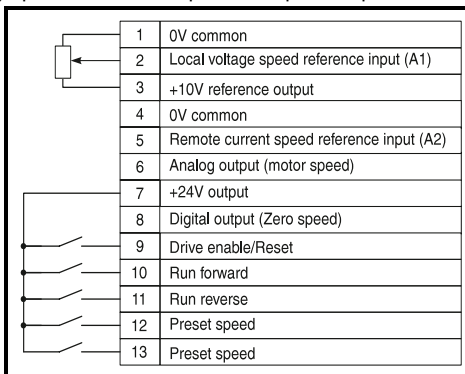 1 0V common
2 Local voltage speed reference input (A1)
3 +10V reference output
4 0V common
5 Remote current speed reference input (A2)
6 Analog output (motor speed)
7 +24V output
8 Digital output (Zero speed)
9 Drive enable/Reset
10 Run forward
11 Run reverse
12 Preset speed
13 Preset speed